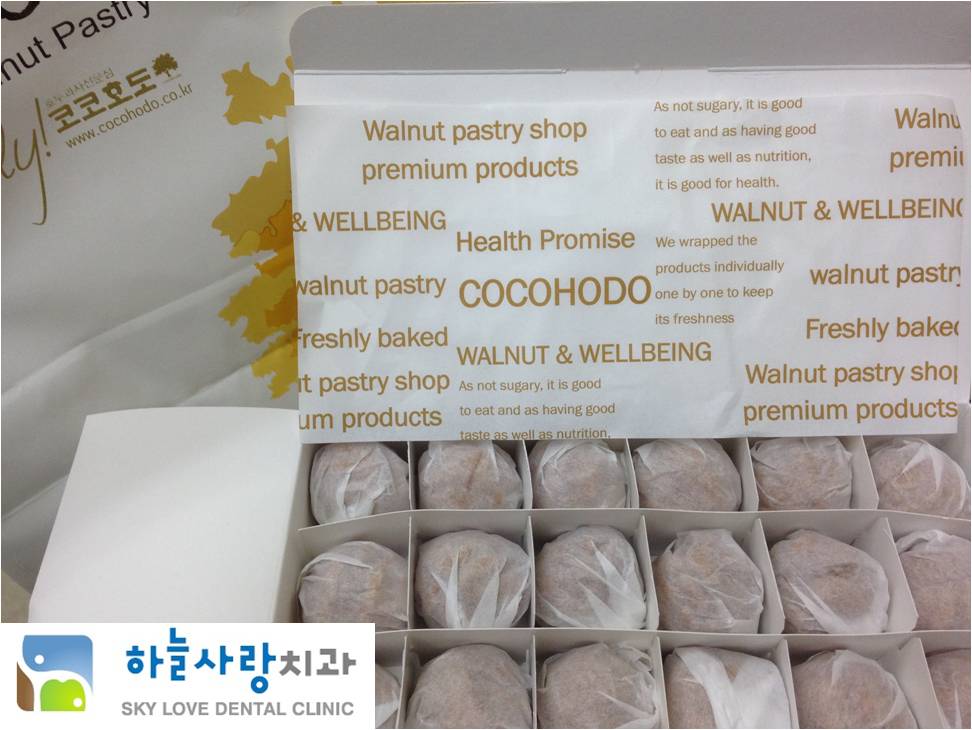 nut Pastry
ly!
코코호도
www.cocohodo.co.kr
Walnut pastry shop
premium products
& WELLBEING
walnut pastry
Freshly baked
ut pastry shop
um products
Health Promise
COCOHODO
WALNUT & WELLBEING
As not sugary, it is good
to eat and as having good
taste as well as nutrition,
As not sugary, it is good
to eat and as having good
taste as well as nutrition,
it is good for health.
WALNUT & WELLBEING
We wrapped the
products individually
one by one to keep
its freshness
Walnu
premiu
walnut pastry
Freshly baked
Walnut pastry shop
premium products
하늘사랑치과
SKY LOVE DENTAL CLINIC